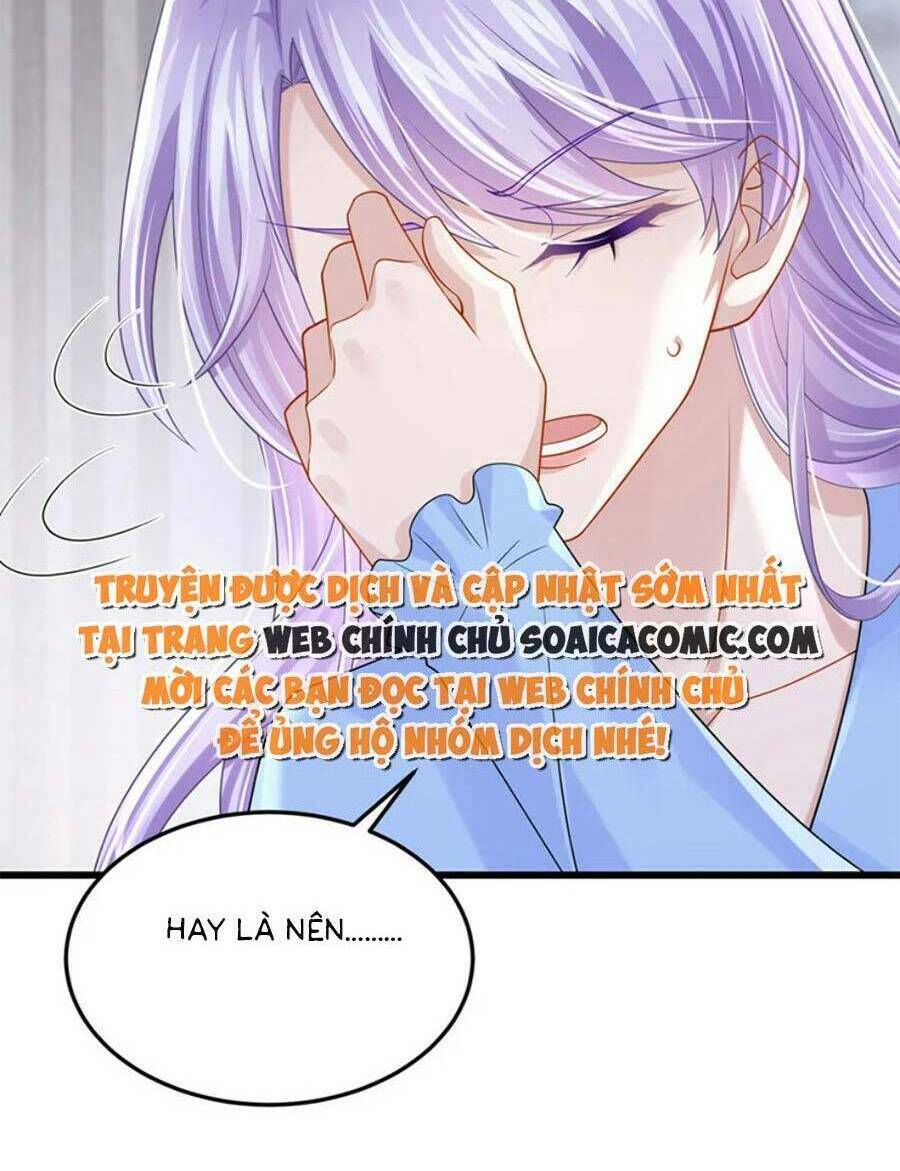 TRUYỆN ĐƯỢC DỊCH VÀ CẬP NHẬT SỚM NHẤT
TẠI TRANG WEB CHÍNH CHỦ SOAICACOMIC.COM
MỜI CÁC BẠN ĐỌC TẠI WEB CHÍNH CHỦ
ĐỂ ỦNG HỘ NHÓM DỊCH NHÉ!
HAY LÀ NÊN.........